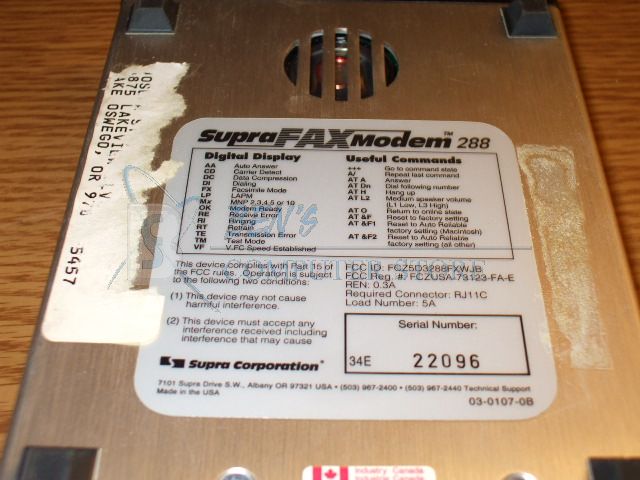 SupraFAXModem™ 288
Digital Display
AA Auto Answer
CD Carrier Detect
DC Data Compression
DI Dialing
FX Facsimile Mode
LP LAPM
Mx MNP 2,3,4,5 or 10
OK Modem Ready
RE Receive Error
RI Ringing
RT Retrain
TE Transmission Error
TM Test Mode
VF V.FC Speed Established
Useful Commands
Go to command state
A/ Repeat last command
AT A Answer
AT Dn Dial following number
AT H Hang up
AT L2 Medium speaker volume
(L1 Low, L3 High)
AT O Return to online state
AT &F Reset to Auto Reliable
factory setting (Macintosh)
AT &F2 Reset to Auto Reliable
factory setting (all other)
This device complies with Part 15 of
the FCC rules. Operation is subject
to the following two conditions:
(1) This device may not cause
harmful interference.
(2) This device must accept any
interference received including
interference that may cause
FCC ID: FCZ5D3288FXWJB
FCC Reg. #: FCZUSA-73123-FA-E
REN: 0.3A
Required Connector: RJ11C
Load Number: 5A
Serial Number:
34E 22096
Supra Corporation
7101 Supra Drive S.W., Albany OR 97321 USA • (503) 967-2400 • (503) 967-2440 Technical Support
Made in the USA
03-0107-0B
OSWEGO, OR
5457
COMPUTER STORE
Industry Canada
Industrie Canada